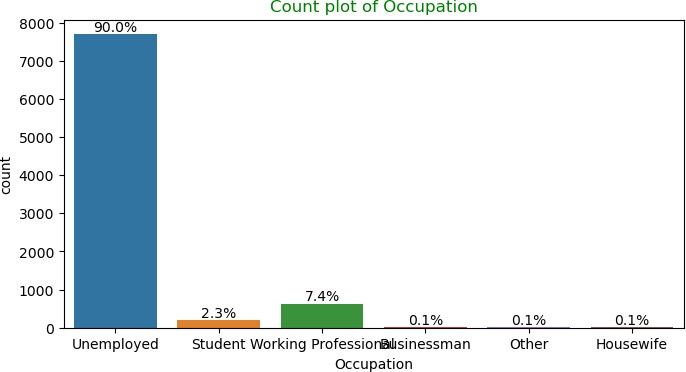 Count plot of Occupation
8000
7000
6000
5000
4000
3000
2000
1000
0
count
90.0%
2.3%
7.4%
0.1%
0.1%
0.1%
Unemployed
Student
Working Professional
Businessman
Other
Housewife
Occupation